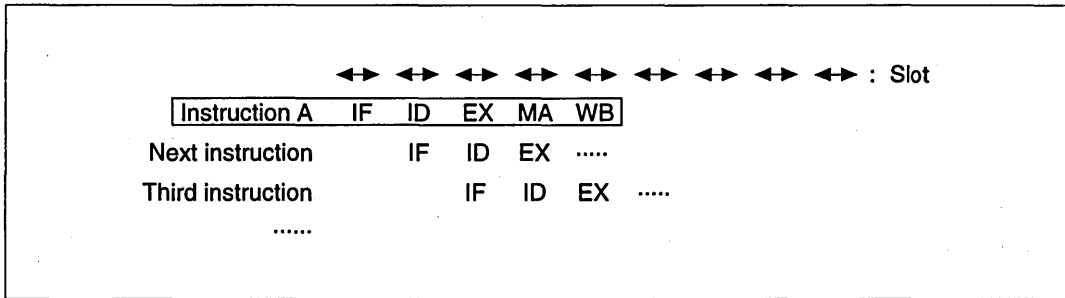 : Slot
Instruction A IF ID EX MA WB
Next instruction IF ID EX .....
Third instruction IF ID EX .....
......